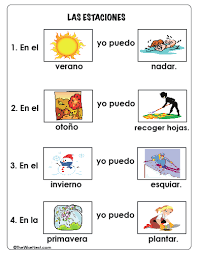 LAS ESTACIONES
1. En el yo puedo
verano nadar.
2. En el yo puedo
otoño recoger hojas.
3. En el yo puedo
invierno esquiar.
4. En la yo puedo
primavera plantar.